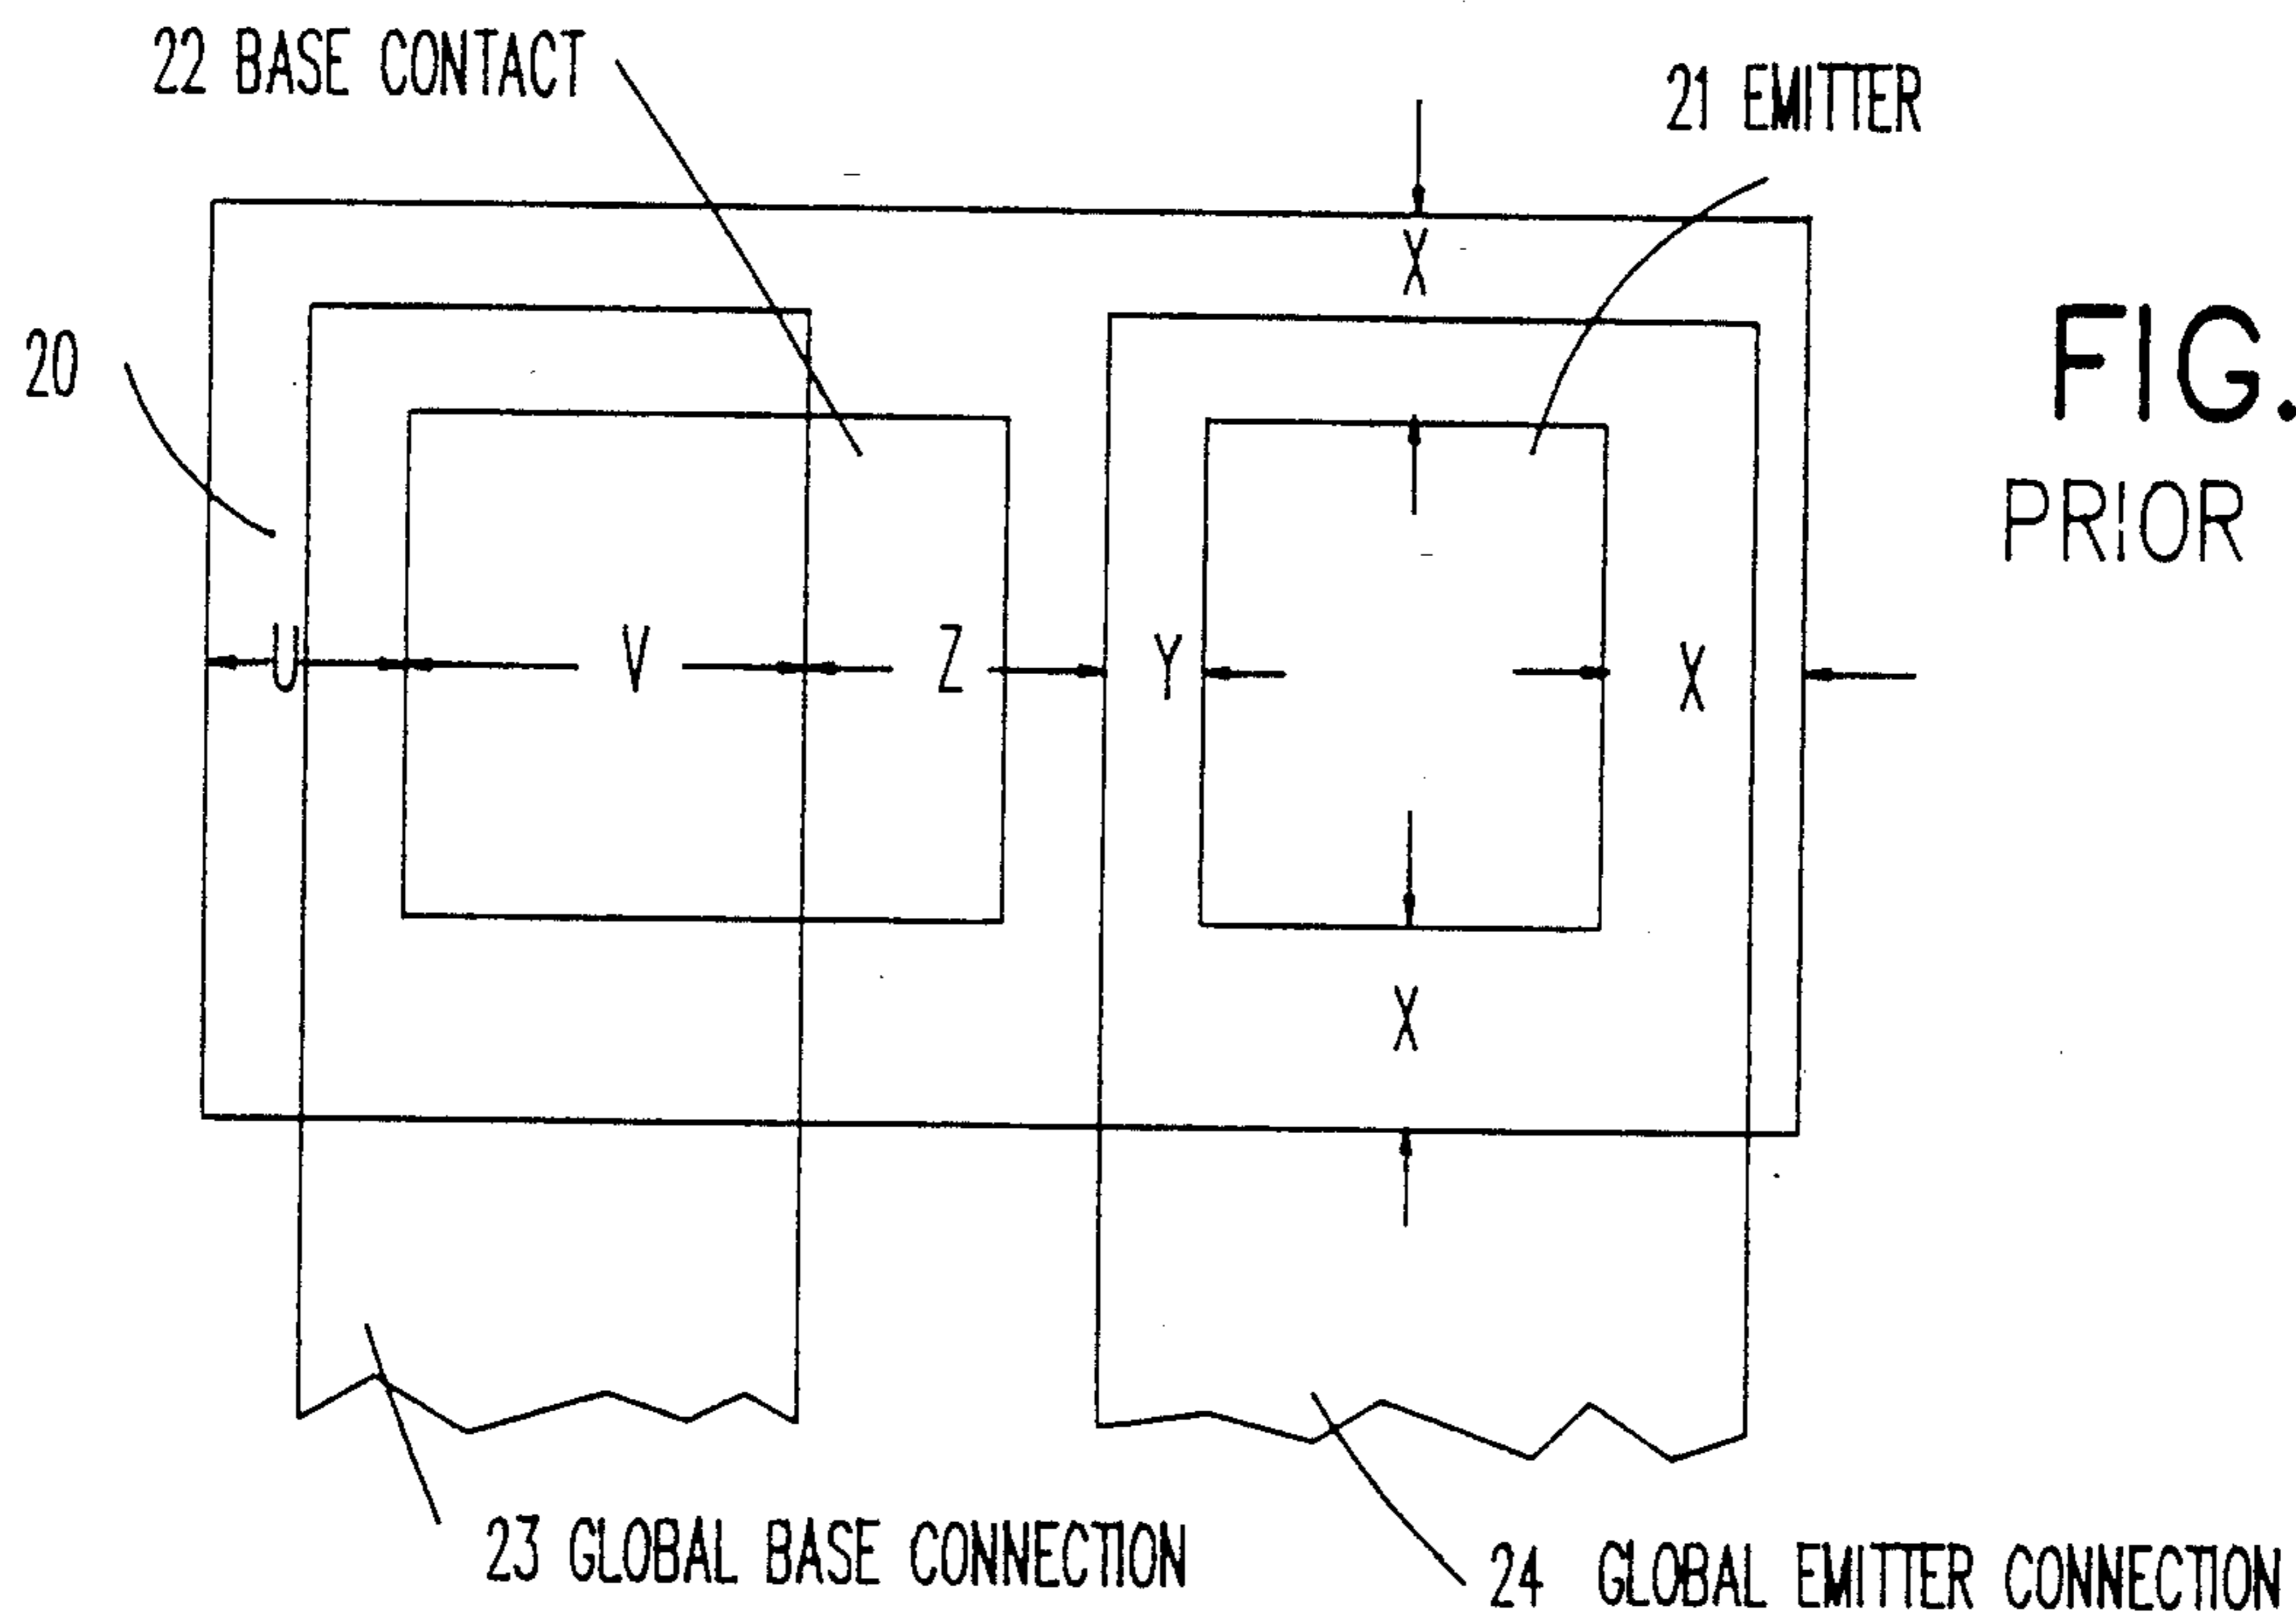 22 BASE CONTACT
21 EMITTER
X
FIG.
20
PRIOR
U
V
Z
Y
X
X
23 GLOBAL BASE CONNECTION
24 GLOBAL EMITTER CONNECTION